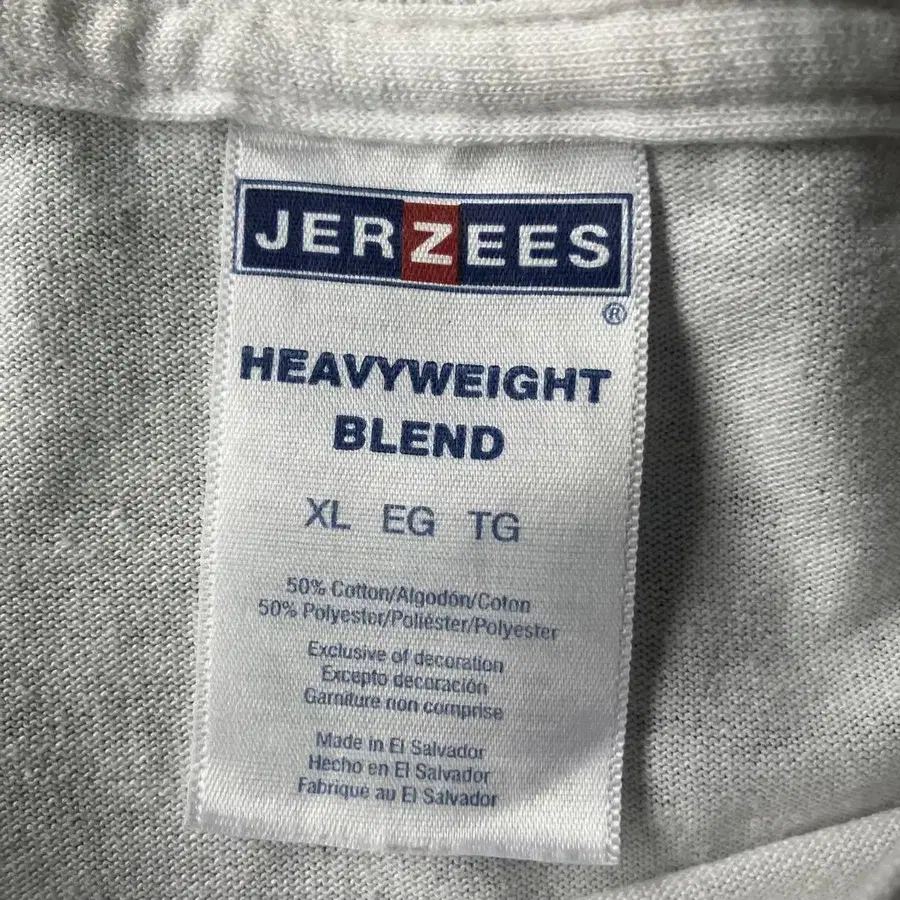 JERZEES
®
HEAVYWEIGHT
BLEND
XL EG TG
50% Cotton/Algodón/Coton
50% Polyester/Poliéster/Polyester
Exclusive of decoration
Excepto decoración
Garniture non comprise
Made in El Salvador
Hecho en El Salvador
Fabrique au El Salvador